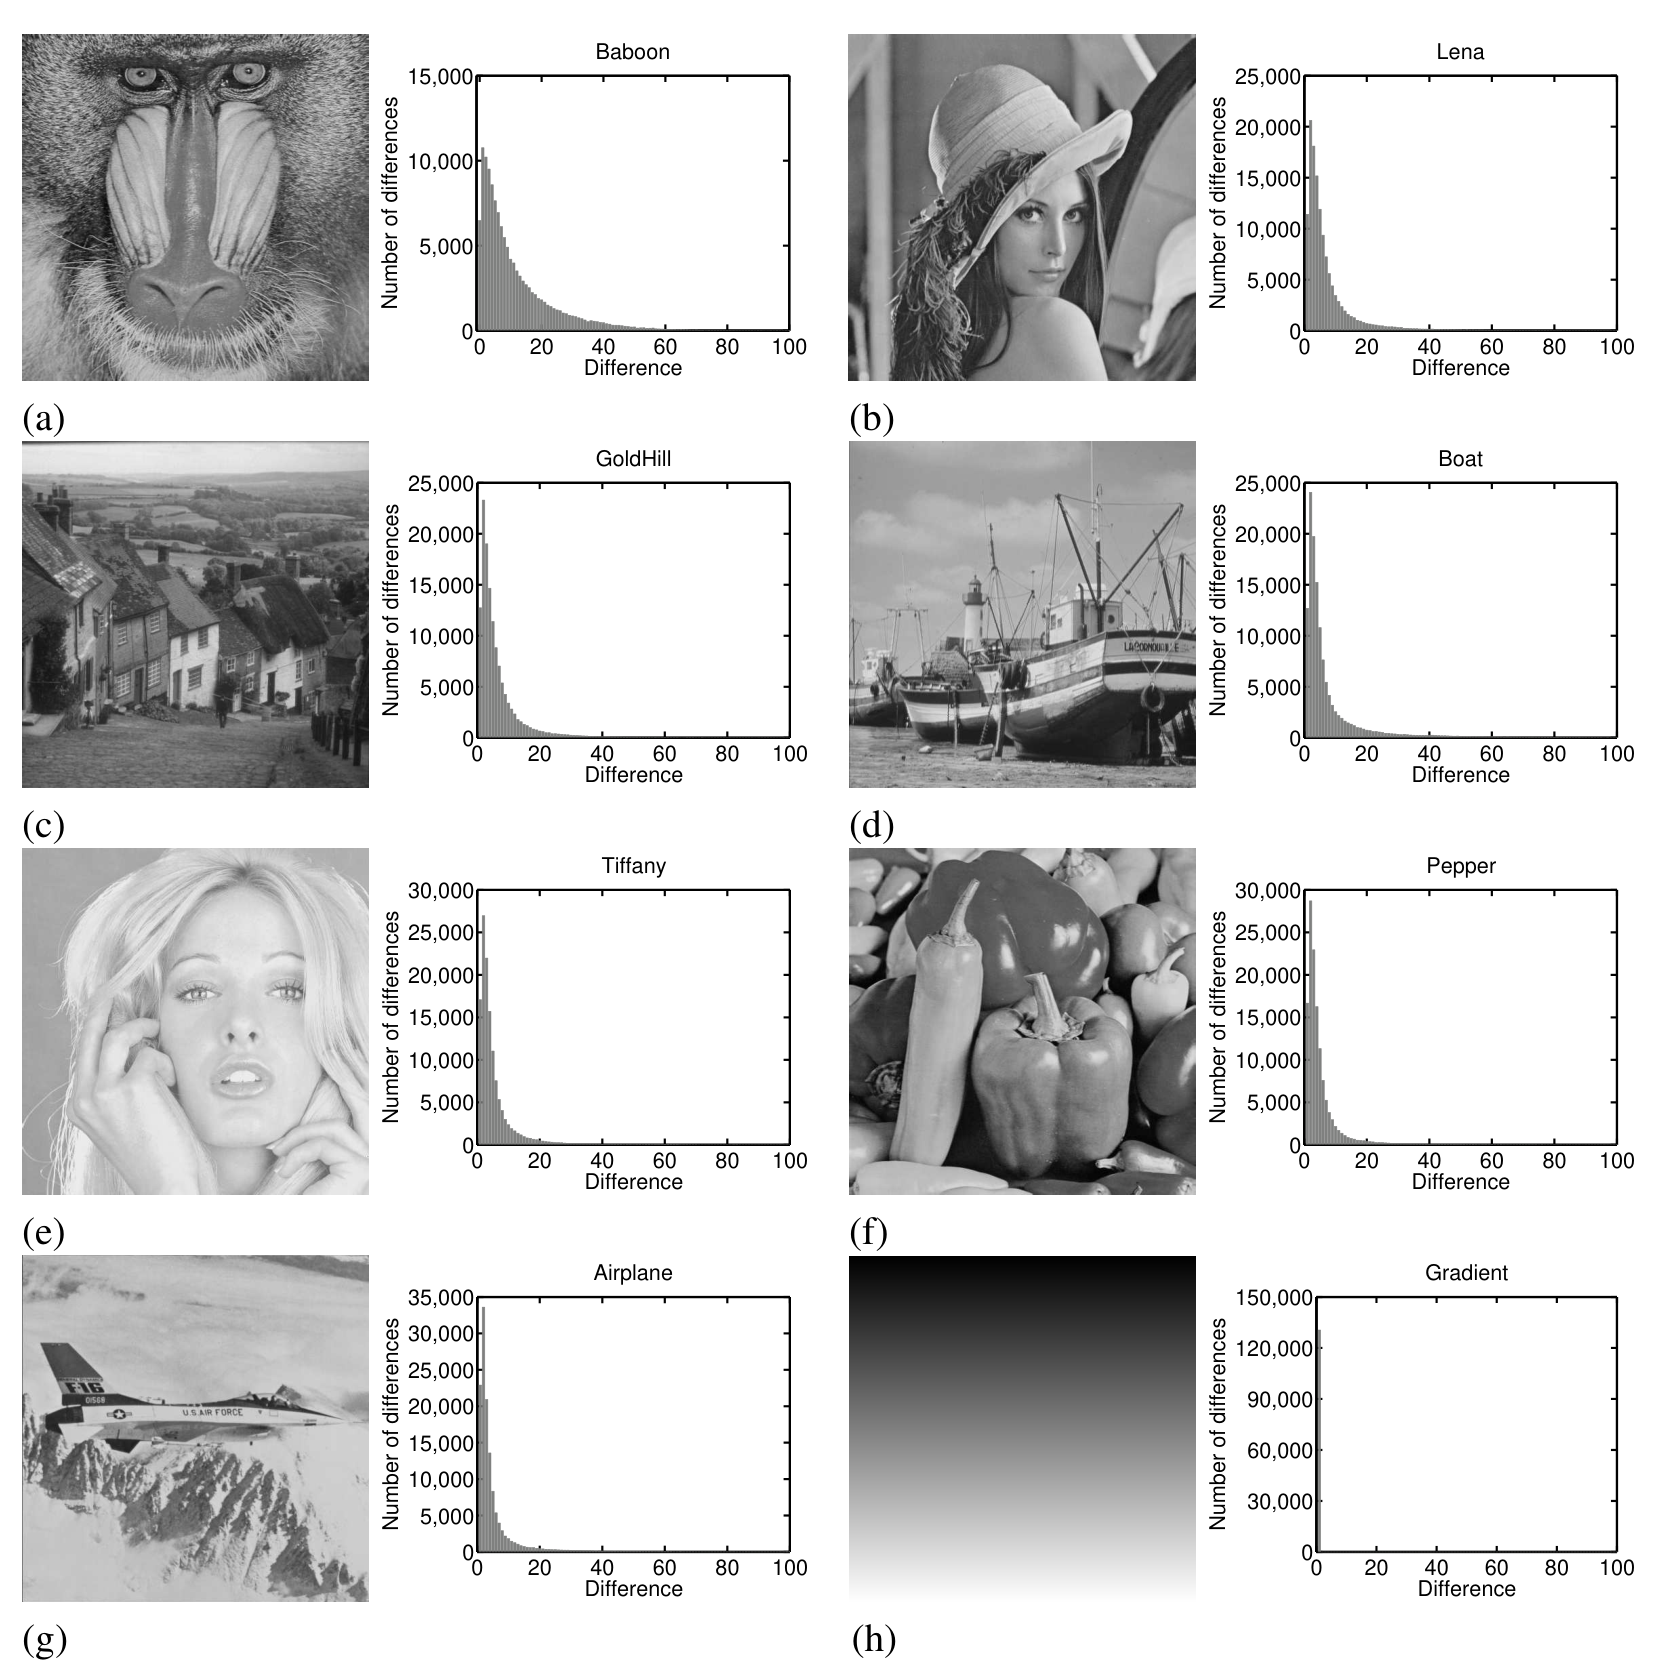 Baboon
15,000
10,000
5,000
0
Number of differences
0 20 40 60 80 100
Difference
(a)
Lena
25,000
20,000
15,000
10,000
5,000
0
Number of differences
0 20 40 60 80 100
Difference
(b)
GoldHill
25,000
20,000
15,000
10,000
5,000
0
Number of differences
0 20 40 60 80 100
Difference
(c)
Boat
25,000
20,000
15,000
10,000
5,000
0
Number of differences
0 20 40 60 80 100
Difference
(d)
Tiffany
30,000
25,000
20,000
15,000
10,000
5,000
0
Number of differences
0 20 40 60 80 100
Difference
(e)
Pepper
30,000
25,000
20,000
15,000
10,000
5,000
0
Number of differences
0 20 40 60 80 100
Difference
(f)
F-16
01568
U.S. AIR FORCE
Airplane
35,000
30,000
25,000
20,000
15,000
10,000
5,000
0
Number of differences
0 20 40 60 80 100
Difference
(g)
Gradient
150,000
120,000
90,000
60,000
30,000
0
Number of differences
0 20 40 60 80 100
Difference
(h)